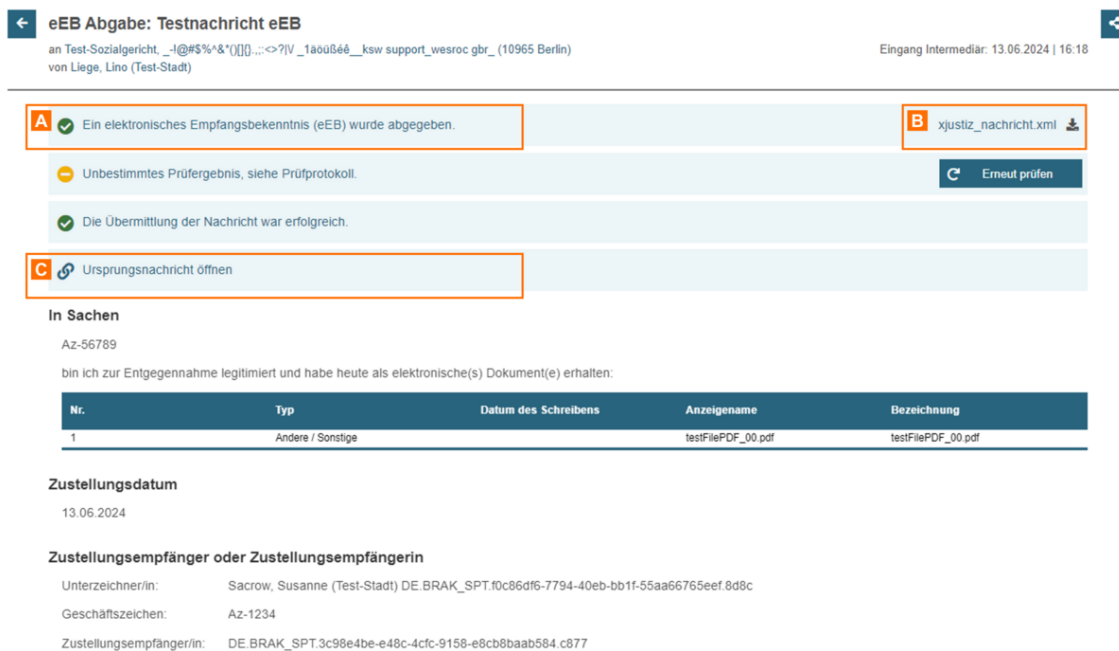 eEB Abgabe: Testnachricht eEB
an Test-Sozialgericht, _-!@#$%^&*()[]{}.,;:<>?|\/ _1äöüßéê__ksw support_wesroc gbr_ (10965 Berlin)
Eingang Intermediär: 13.06.2024 | 16:18
von Liege, Lino (Test-Stadt)
A Ein elektronisches Empfangsbekenntnis (eEB) wurde abgegeben.
B xjustiz_nachricht.xml
Unbestimmtes Prüfergebnis, siehe Prüfprotokoll.
Erneut prüfen
Die Übermittlung der Nachricht war erfolgreich.
C Ursprungsnachricht öffnen
In Sachen
Az-56789
bin ich zur Entgegennahme legitimiert und habe heute als elektronische(s) Dokument(e) erhalten:
Nr. Typ Datum des Schreibens Anzeigename Bezeichnung
1 Andere / Sonstige testFilePDF_00.pdf testFilePDF_00.pdf
Zustellungsdatum
13.06.2024
Zustellungsempfänger oder Zustellungsempfängerin
Unterzeichner/in: Sacrow, Susanne (Test-Stadt) DE.BRAK_SPT.f0c86df6-7794-40eb-bb1f-55aa66765eef.8d8c
Geschäftszeichen: Az-1234
Zustellungsempfänger/in: DE.BRAK_SPT.3c98e4be-e48c-4cfc-9158-e8cb8baab584.c877